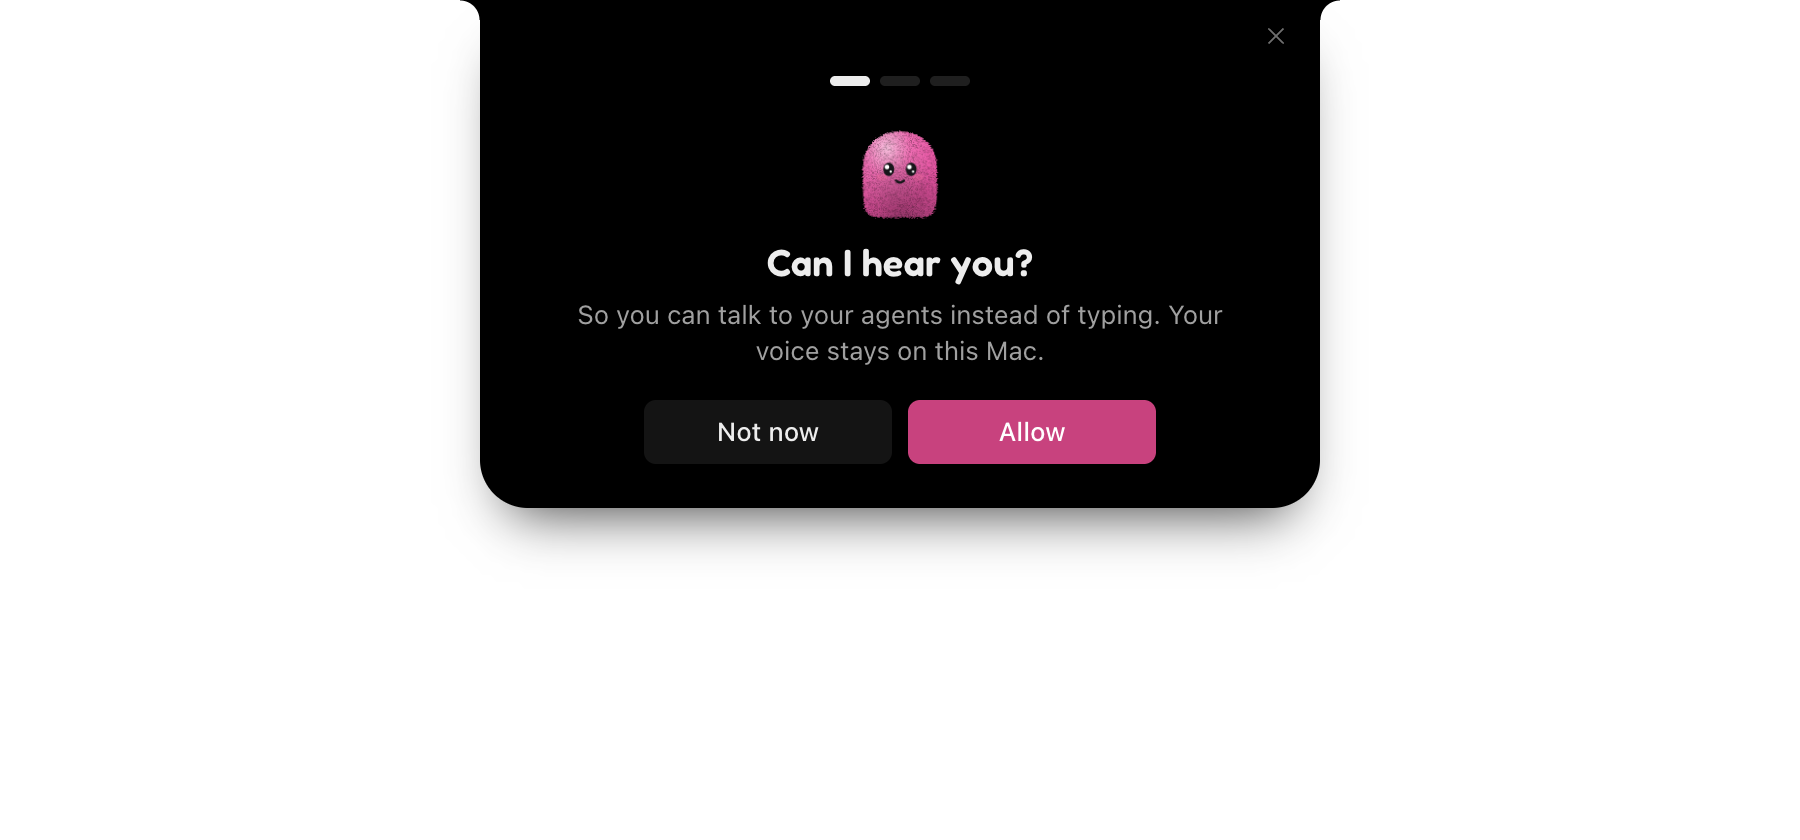 Can I hear you?
So you can talk to your agents instead of typing. Your
voice stays on this Mac.
Not now
Allow